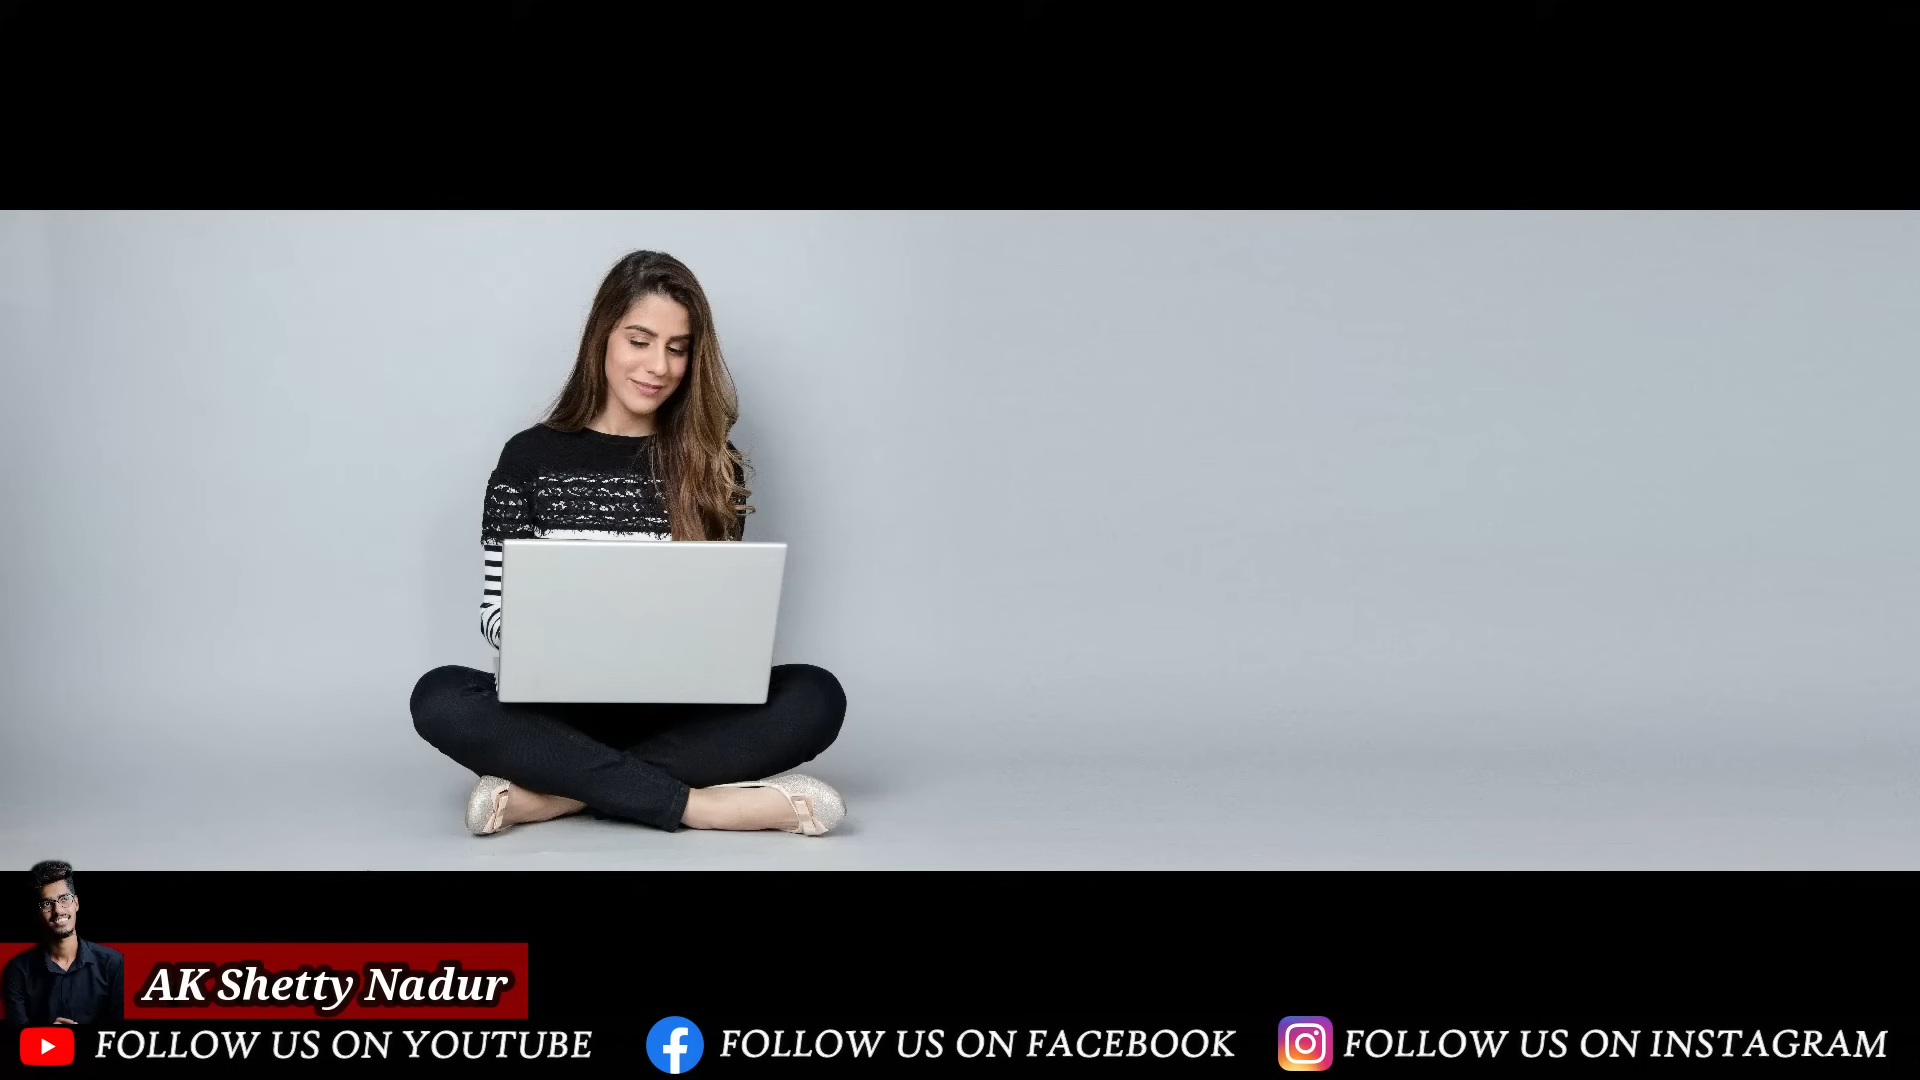 AK Shetty Nadur
FOLLOW US ON YOUTUBE
FOLLOW US ON FACEBOOK
FOLLOW US ON INSTAGRAM